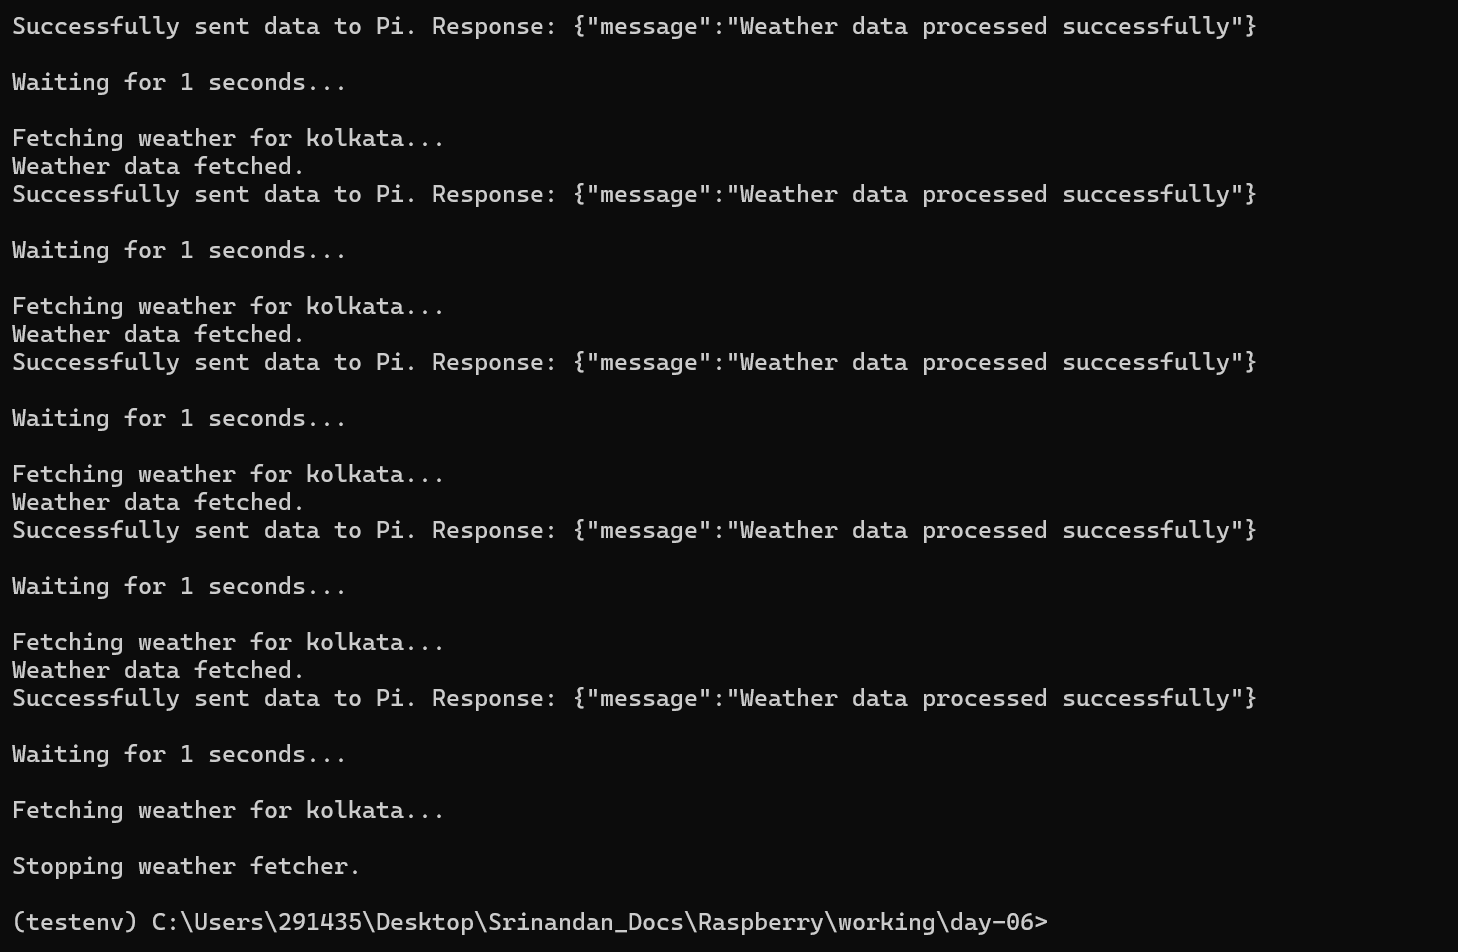 Successfully sent data to Pi. Response: {"message":"Weather data processed successfully"}
Waiting for 1 seconds...
Fetching weather for kolkata...
Weather data fetched.
Successfully sent data to Pi. Response: {"message":"Weather data processed successfully"}
Waiting for 1 seconds...
Fetching weather for kolkata...
Weather data fetched.
Successfully sent data to Pi. Response: {"message":"Weather data processed successfully"}
Waiting for 1 seconds...
Fetching weather for kolkata...
Weather data fetched.
Successfully sent data to Pi. Response: {"message":"Weather data processed successfully"}
Waiting for 1 seconds...
Fetching weather for kolkata...
Weather data fetched.
Successfully sent data to Pi. Response: {"message":"Weather data processed successfully"}
Waiting for 1 seconds...
Fetching weather for kolkata...
Stopping weather fetcher.
(testenv) C:\Users\291435\Desktop\Srinandan_Docs\Raspberry\working\day-06>